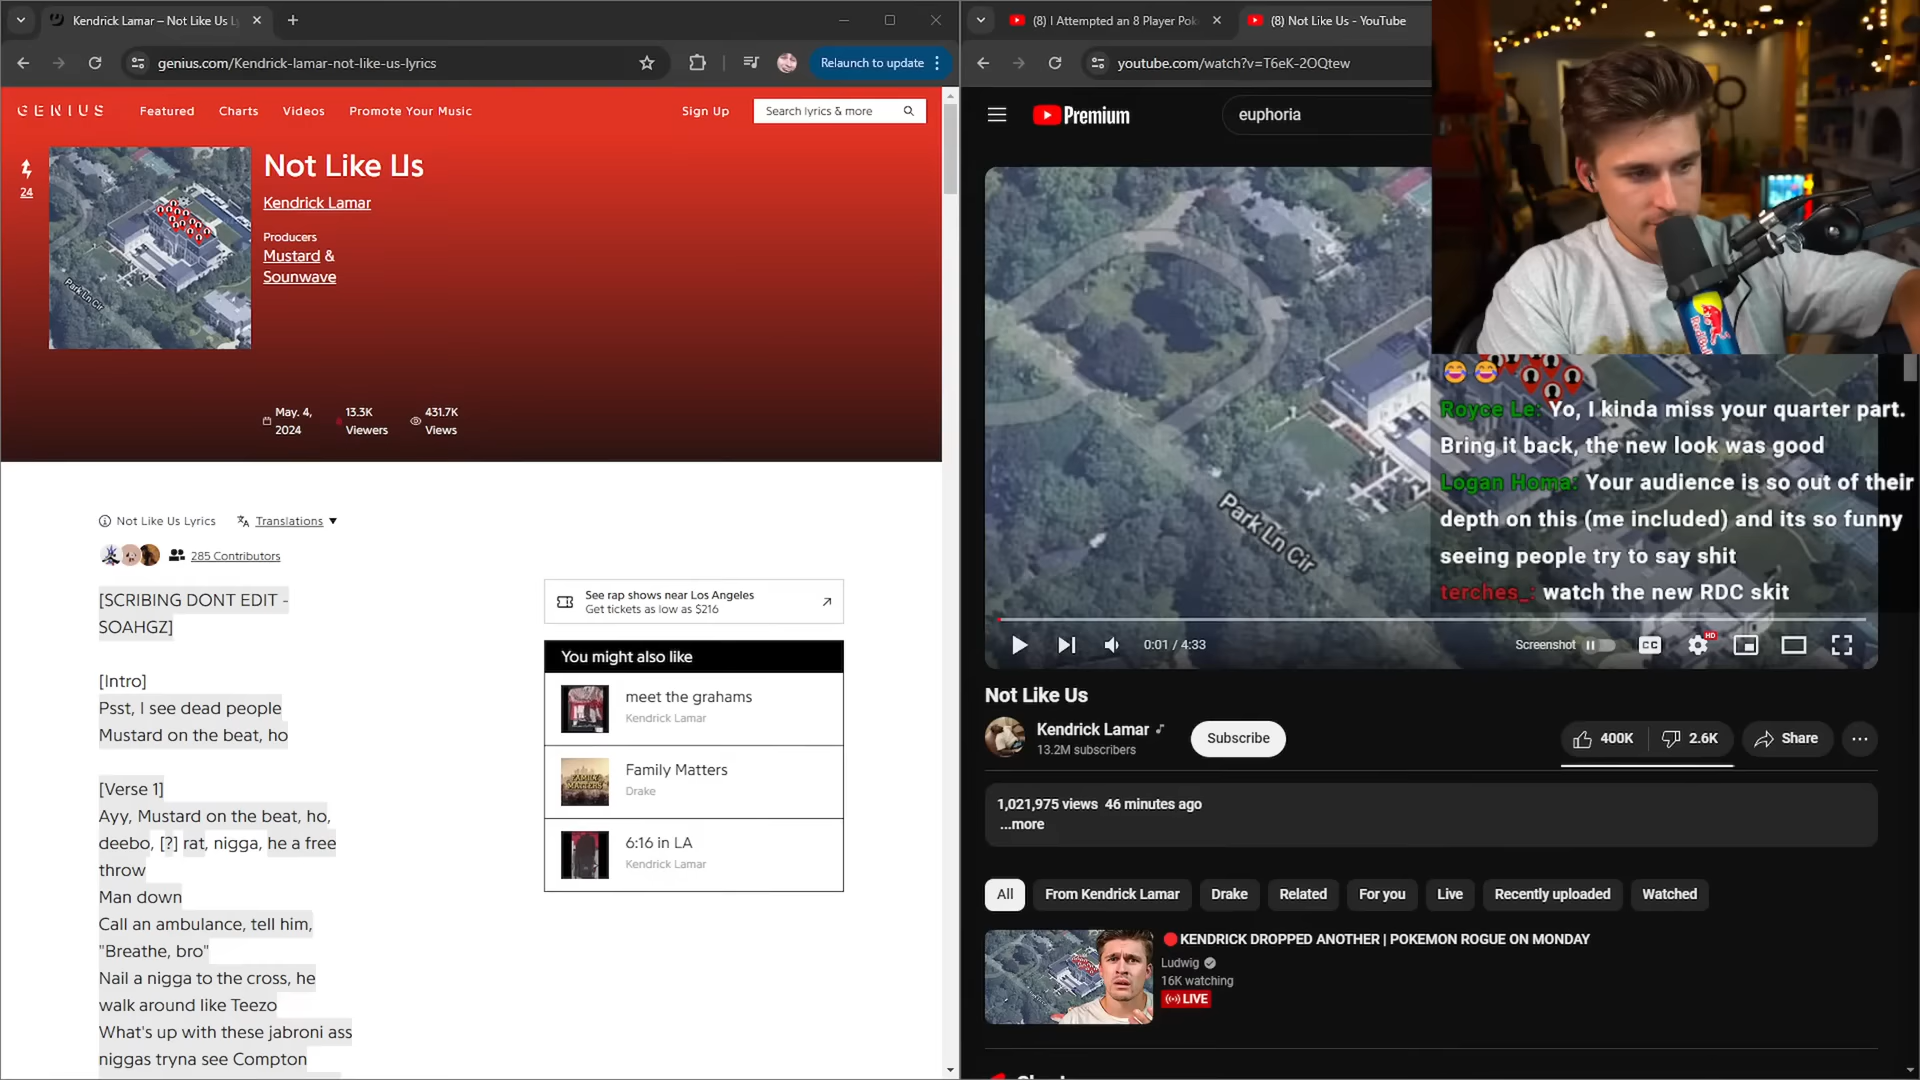 Kendrick Lamar – Not Like Us L
genius.com/Kendrick-lamar-not-like-us-lyrics
Relaunch to update
GENIUS
Featured
Charts
Videos
Promote Your Music
Sign Up
Search lyrics & more
24
Park Ln Cir
Not Like Us
Kendrick Lamar
Producers
Mustard &
Sounwave
May. 4,
2024
13.3K
Viewers
431.7K
Views
Not Like Us Lyrics
Translations
285 Contributors
[SCRIBING DONT EDIT -
SOAHGZ]
[Intro]
Psst, I see dead people
Mustard on the beat, ho
[Verse 1]
Ayy, Mustard on the beat, ho,
deebo, [?] rat, nigga, he a free
throw
Man down
Call an ambulance, tell him,
"Breathe, bro"
Nail a nigga to the cross, he
walk around like Teezo
What's up with these jabroni ass
niggas tryna see Compton
See rap shows near Los Angeles
Get tickets as low as $216
You might also like
meet the grahams
Kendrick Lamar
FAMILY
MATTERS
Family Matters
Drake
6:16 in LA
Kendrick Lamar
(8) I Attempted an 8 Player Pok
(8) Not Like Us - YouTube
youtube.com/watch?v=T6eK-2OQtew
Premium
euphoria
Park Ln Cir
Red Bull
Royce Le: Yo, I kinda miss your quarter part.
Bring it back, the new look was good
Logan Homa: Your audience is so out of their
depth on this (me included) and its so funny
seeing people try to say shit
terches_: watch the new RDC skit
0:01 / 4:33
Screenshot
CC
HD
Not Like Us
Kendrick Lamar
13.2M subscribers
Subscribe
400K
2.6K
Share
1,021,975 views 46 minutes ago
...more
All
From Kendrick Lamar
Drake
Related
For you
Live
Recently uploaded
Watched
KENDRICK DROPPED ANOTHER | POKEMON ROGUE ON MONDAY
Ludwig
16K watching
LIVE